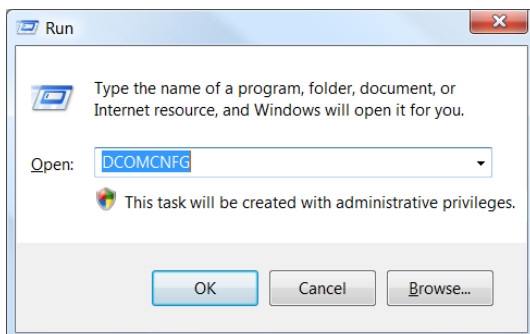 Run
Type the name of a program, folder, document, or
Internet resource, and Windows will open it for you.
Open: DCOMCNFG
This task will be created with administrative privileges.
OK Cancel Browse...